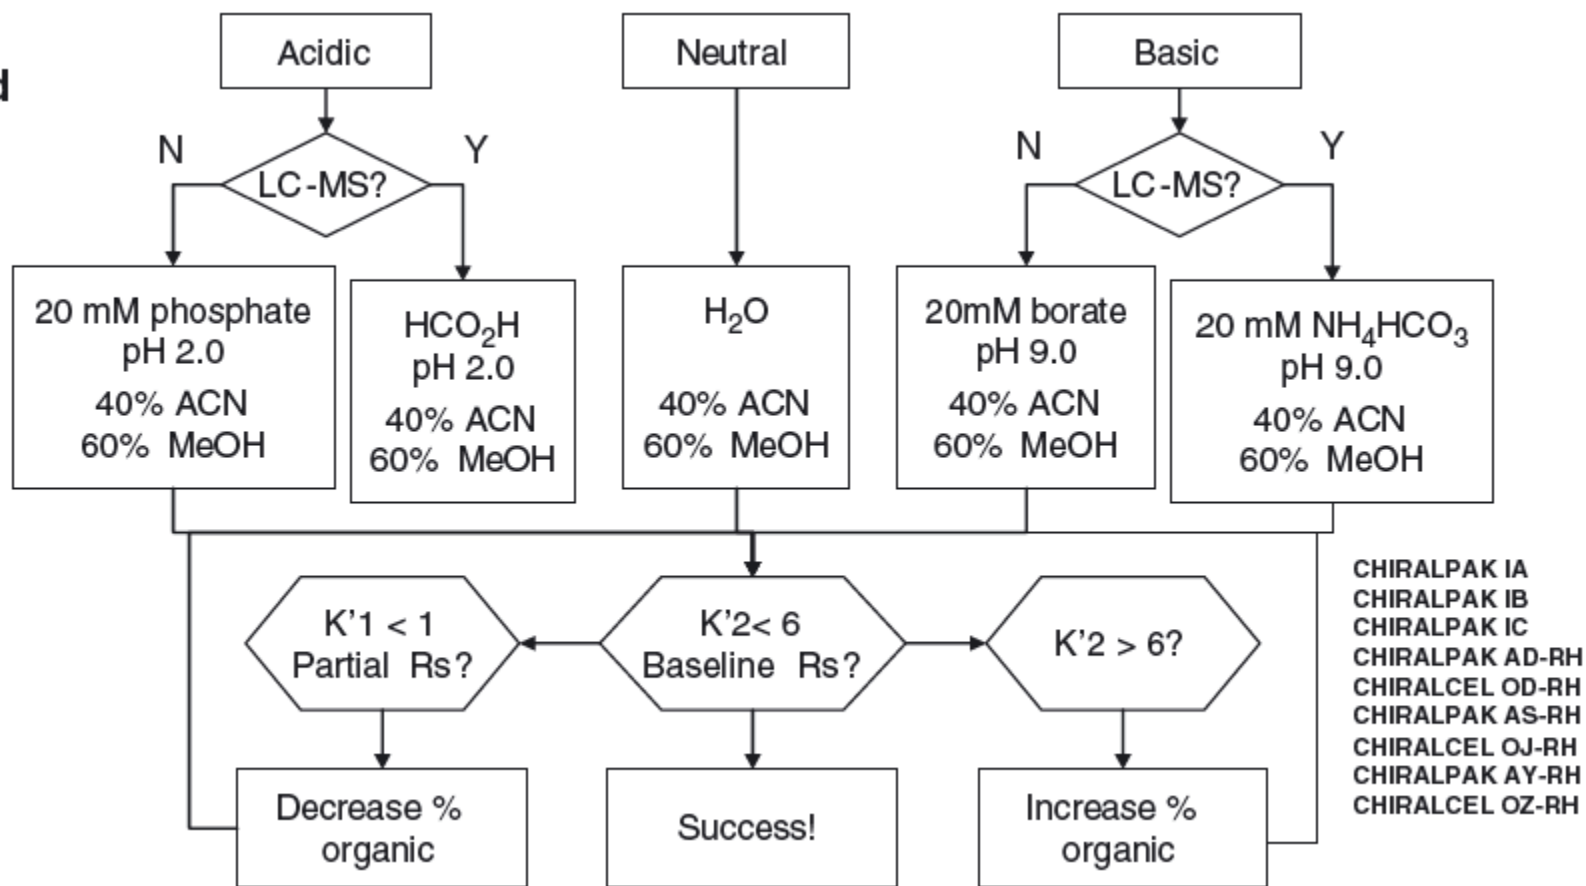 d
Acidic
Neutral
Basic
N
LC-MS?
Y
N
LC-MS?
Y
20 mM phosphate
pH 2.0
40% ACN
60% MeOH
HCO₂H
pH 2.0
40% ACN
60% MeOH
H₂O
40% ACN
60% MeOH
20mM borate
pH 9.0
40% ACN
60% MeOH
20 mM NH₄HCO₃
pH 9.0
40% ACN
60% MeOH
K’1 < 1
Partial Rs?
K’2< 6
Baseline Rs?
K’2 > 6?
Decrease %
organic
Success!
Increase %
organic
CHIRALPAK IA
CHIRALPAK IB
CHIRALPAK IC
CHIRALPAK AD-RH
CHIRALCEL OD-RH
CHIRALPAK AS-RH
CHIRALCEL OJ-RH
CHIRALPAK AY-RH
CHIRALCEL OZ-RH